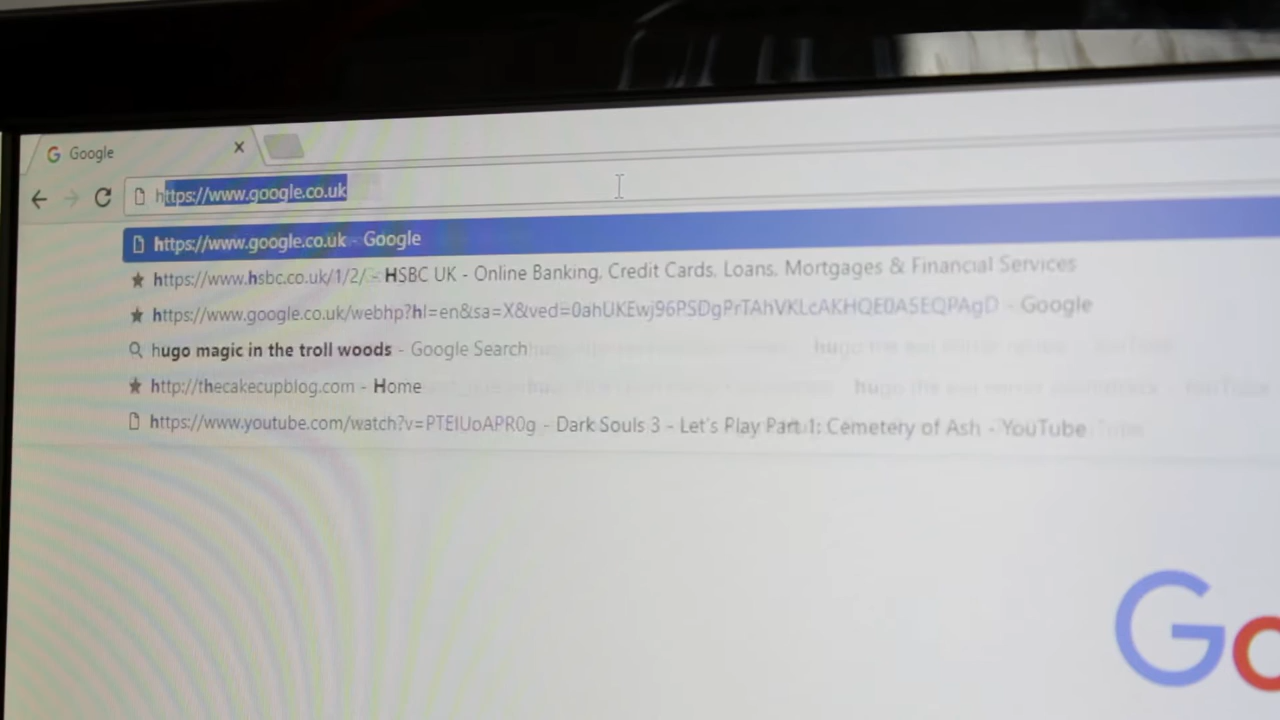 Google
https://www.google.co.uk
https://www.google.co.uk - Google
https://www.hsbc.co.uk/1/2/ - HSBC UK - Online Banking, Credit Cards, Loans, Mortgages & Financial Services
https://www.google.co.uk/webhp?hl=en&sa=X&ved=0ahUKEwj96PSDgPrTAhVKLcAKHQE0ASEQPAgD - Google
hugo magic in the troll woods - Google Search
http://thecakecupblog.com - Home
https://www.youtube.com/watch?v=PTEIUoAPR0g - Dark Souls 3 - Let's Play Part 1: Cemetery of Ash - YouTube
Go